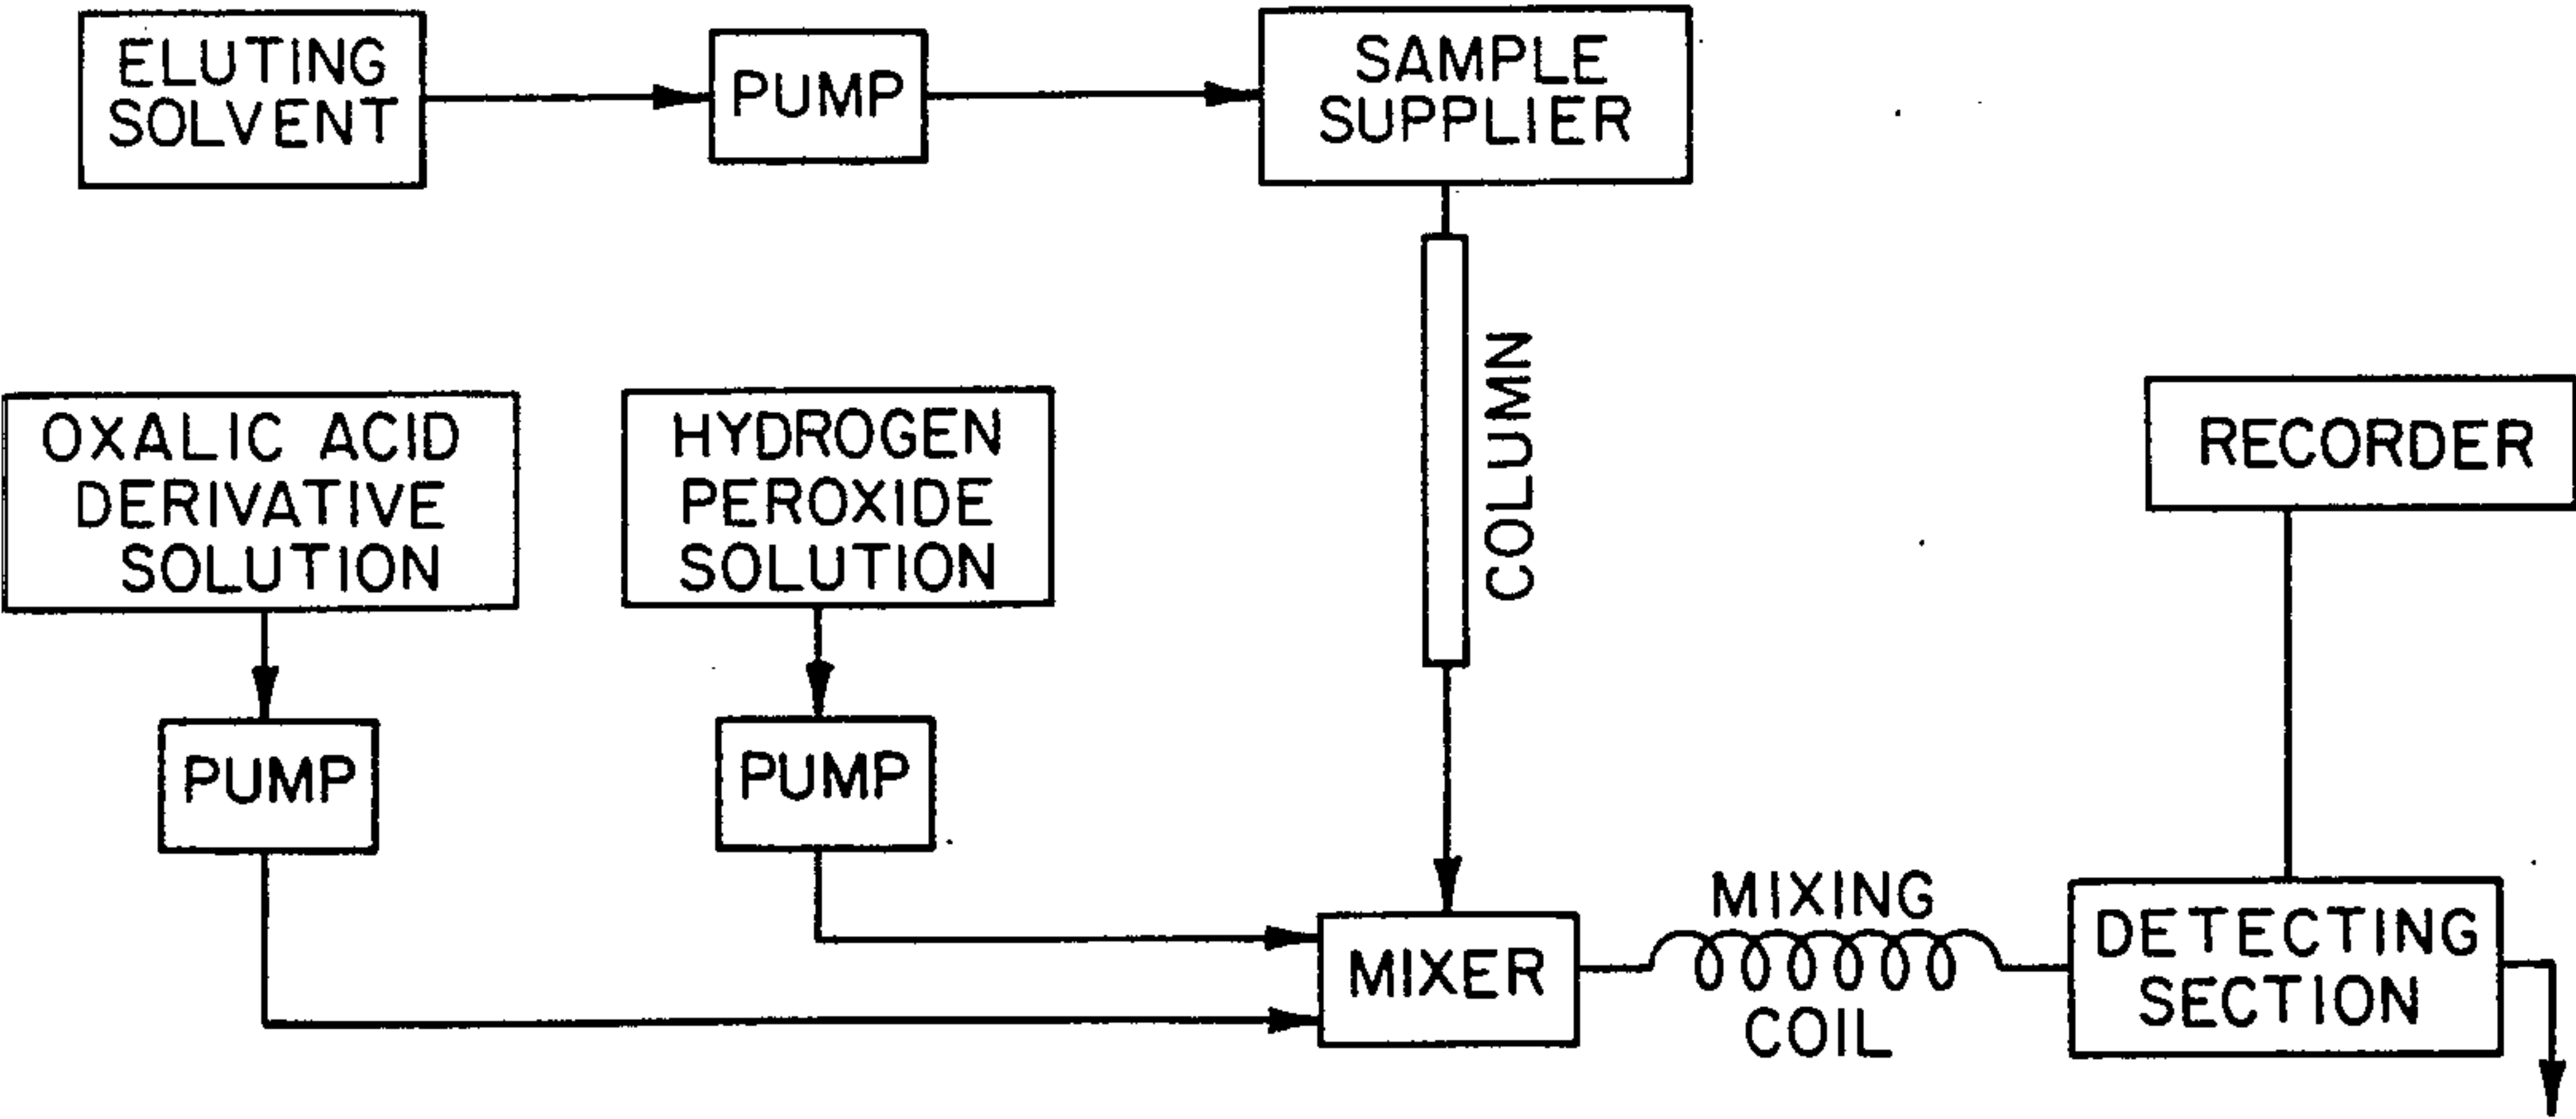 ELUTING
SOLVENT
PUMP
SAMPLE
SUPPLIER
COLUMN
OXALIC ACID
DERIVATIVE
SOLUTION
HYDROGEN
PEROXIDE
SOLUTION
RECORDER
PUMP
PUMP
MIXER
MIXING
COIL
DETECTING
SECTION